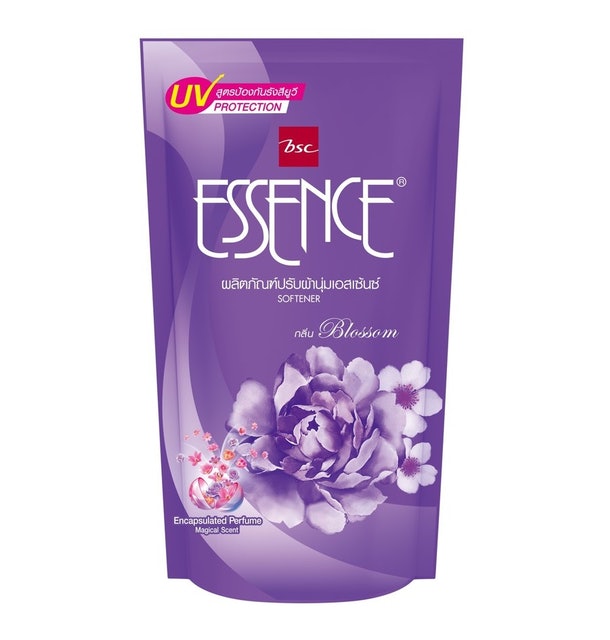 UV สูตรป้องกันรังสียูวี
PROTECTION
bsc
ESSENCE®
ผลิตภัณฑ์ปรับผ้านุ่มเอสเซ้นซ์
SOFTENER
กลิ่น Blossom
Encapsulated Perfume
Magical Scent